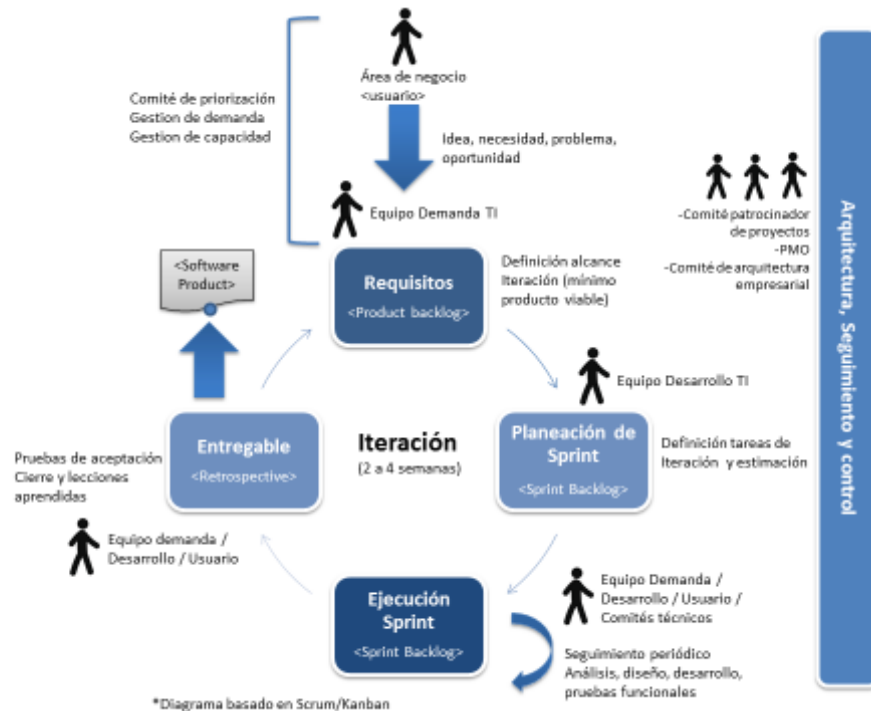 Área de negocio
<usuario>
Comité de priorización
Gestion de demanda
Gestion de capacidad
Idea, necesidad, problema,
oportunidad
Equipo Demanda TI
-Comité patrocinador
de proyectos
-PMO
-Comité de arquitectura
empresarial
Arquitectura, Seguimiento y control
<Software
Product>
Requisitos
<Product backlog>
Definición alcance
Iteración (mínimo
producto viable)
Equipo Desarrollo TI
Entregable
<Retrospective>
Iteración
(2 a 4 semanas)
Planeación de
Sprint
<Sprint Backlog>
Definición tareas de
Iteración y estimación
Pruebas de aceptación
Cierre y lecciones
aprendidas
Equipo demanda /
Desarrollo / Usuario
Ejecución
Sprint
<Sprint Backlog>
Equipo Demanda /
Desarrollo / Usuario /
Comités técnicos
Seguimiento periódico
Análisis, diseño, desarrollo,
pruebas funcionales
*Diagrama basado en Scrum/Kanban